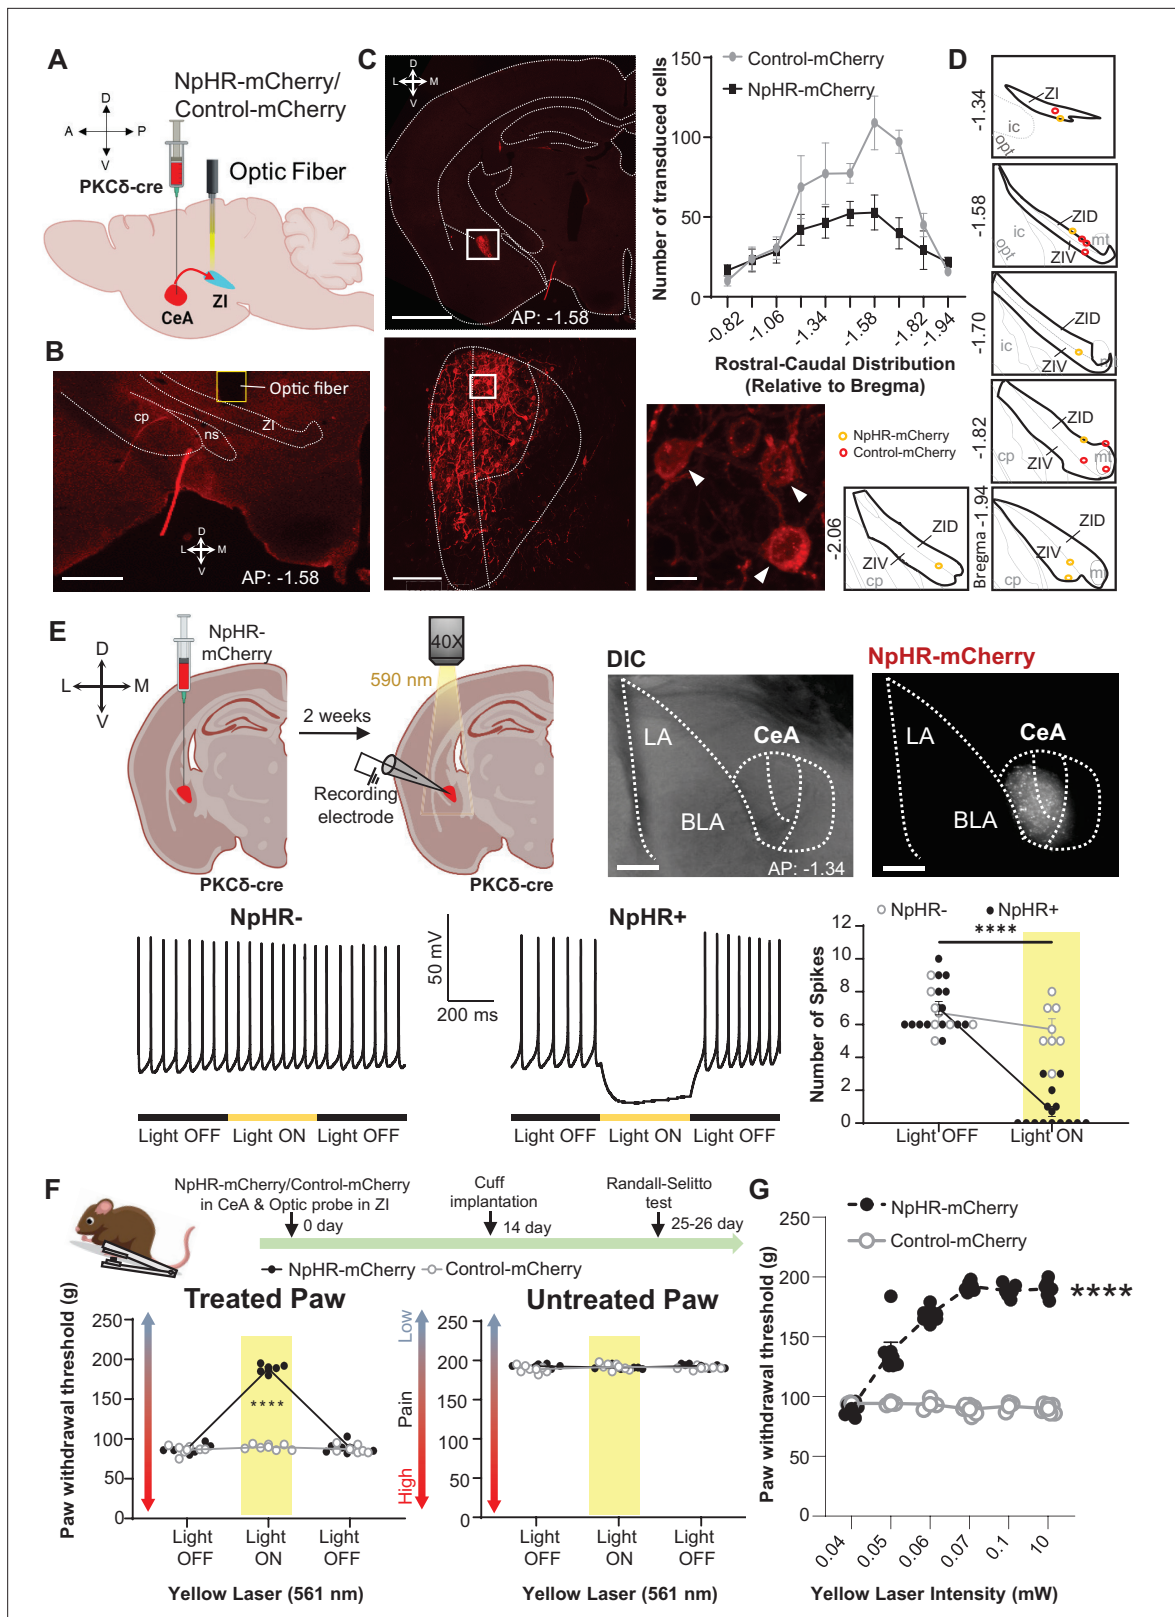 A
NpHR-mCherry/
Control-mCherry
D
A
P
V
PKCδ-cre
Optic Fiber
CeA
ZI
B
Optic fiber
cp
ns
ZI
D
L
M
V
AP: -1.58
C
D
L
M
V
AP: -1.58
Number of transduced cells
150
100
50
0
Control-mCherry
NpHR-mCherry
-0.82
-1.06
-1.34
-1.58
-1.82
-1.94
Rostral-Caudal Distribution
(Relative to Bregma)
NpHR-mCherry
Control-mCherry
D
-1.34
ZI
ic
opt
-1.58
ZID
ic
mt
opt
ZIV
-1.70
ZID
ic
ZIV
-1.82
ZID
cp
ZIV
mt
-2.06
ZID
ZIV
cp
Bregma -1.94
ZID
ZIV
cp
mt
E
D
L
M
V
NpHR-
mCherry
2 weeks
40X
590 nm
Recording
electrode
PKCδ-cre
PKCδ-cre
DIC
LA
CeA
BLA
AP: -1.34
NpHR-mCherry
LA
CeA
BLA
NpHR-
Light OFF
Light ON
Light OFF
50 mV
200 ms
NpHR+
Light OFF
Light ON
Light OFF
NpHR-
NpHR+
****
Number of Spikes
12
10
8
6
4
2
0
Light OFF
Light ON
F
NpHR-mCherry/Control-mCherry
in CeA & Optic probe in ZI
0 day
Cuff
implantation
14 day
Randall-Selitto
test
25-26 day
NpHR-mCherry
Control-mCherry
Treated Paw
Paw withdrawal threshold (g)
250
200
150
100
50
0
****
Light
OFF
Light
ON
Light
OFF
Yellow Laser (561 nm)
Low
Pain
High
Untreated Paw
250
200
150
100
50
0
Light
OFF
Light
ON
Light
OFF
Yellow Laser (561 nm)
G
NpHR-mCherry
Control-mCherry
Paw withdrawal threshold (g)
250
200
150
100
50
0
****
0.04
0.05
0.06
0.07
0.1
10
Yellow Laser Intensity (mW)